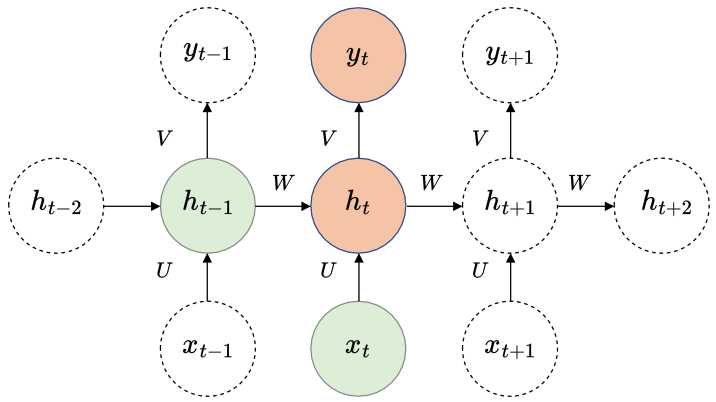 y_{t-1} y_t y_{t+1}
V V V
h_{t-2} h_{t-1} W h_t W h_{t+1} W h_{t+2}
U U U
x_{t-1} x_t x_{t+1}